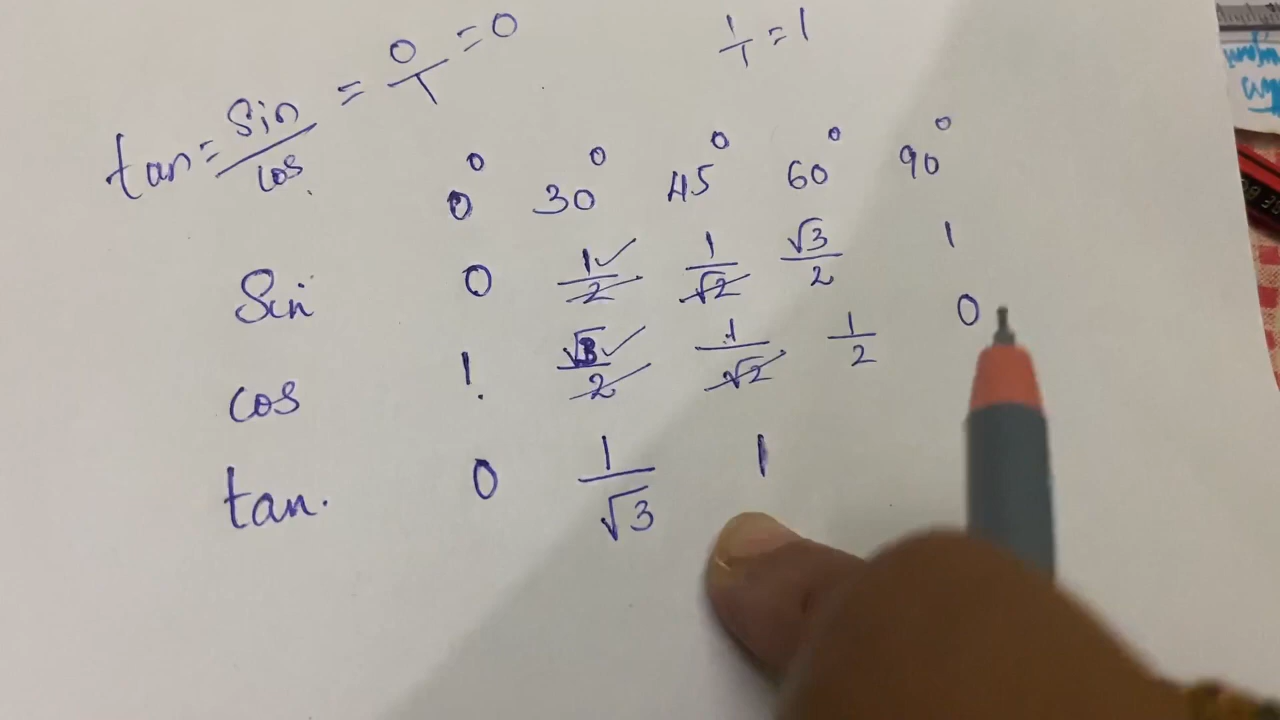 tan = sin/cos = 0/1 = 0
1/1 = 1
0° 30° 45° 60° 90°
Sin 0 1/2 1/√2 √3/2 1
cos 1 √3/2 1/√2 1/2 0
tan. 0 1/√3 1